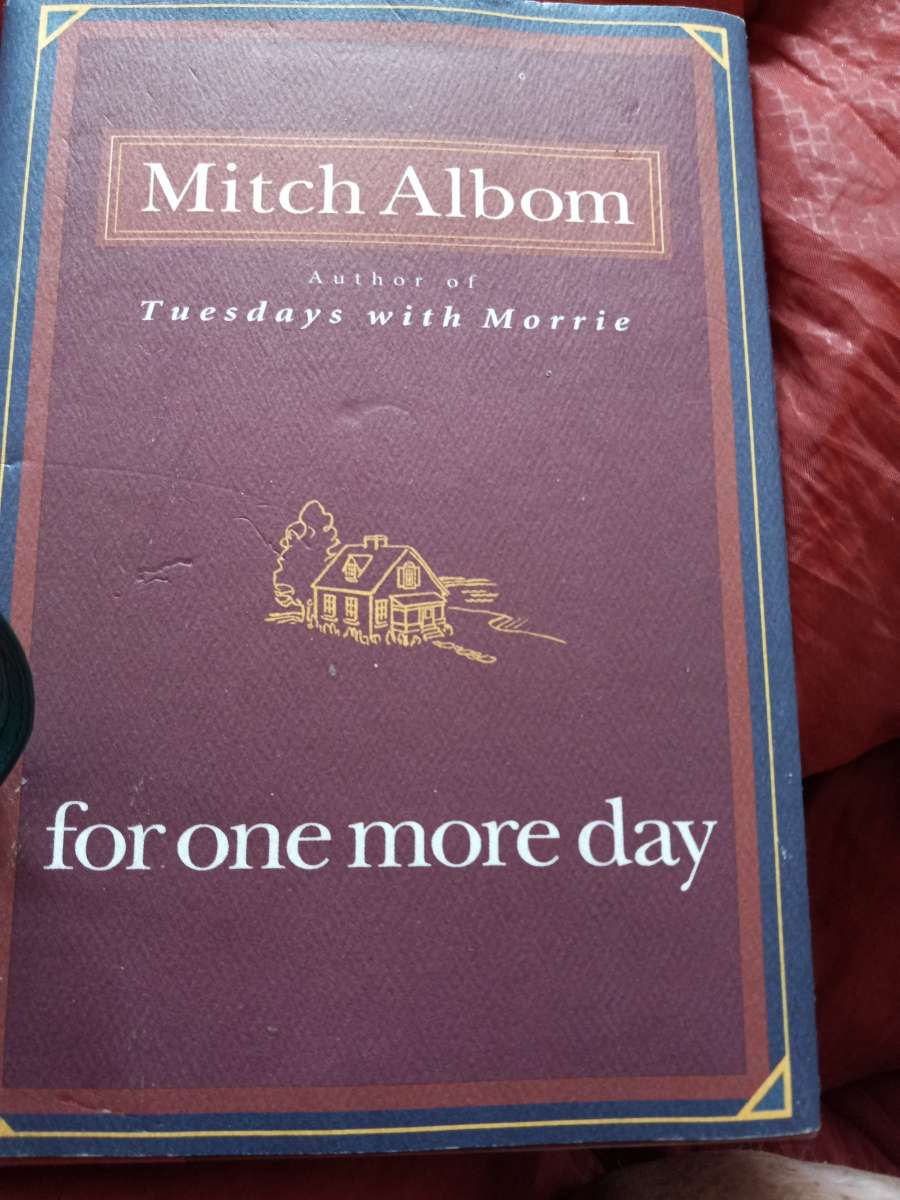 Mitch Albom
Author of
Tuesdays with Morrie
for one more day